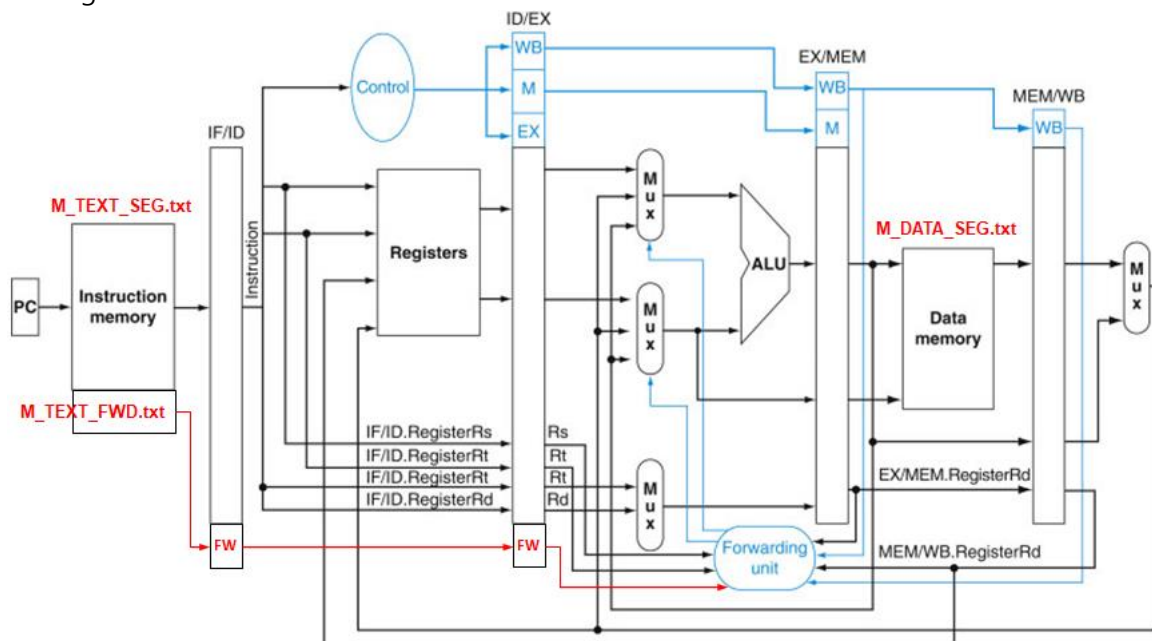 ID/EX
WB
M
EX
Control
EX/MEM
WB
M
MEM/WB
WB
IF/ID
M_TEXT_SEG.txt
PC
Instruction
memory
M_TEXT_FWD.txt
Instruction
Registers
Mux
Mux
Mux
ALU
M_DATA_SEG.txt
Data
memory
Mux
IF/ID.RegisterRs
IF/ID.RegisterRt
IF/ID.RegisterRt
IF/ID.RegisterRd
Rs
Rt
Rt
Rd
EX/MEM.RegisterRd
FW
FW
Forwarding
unit
MEM/WB.RegisterRd